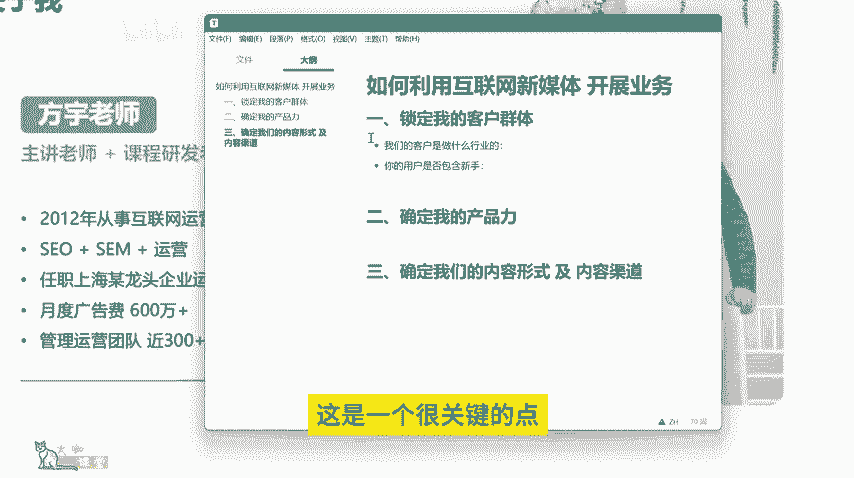 方宇老师
主讲老师 + 课程研发
• 2012年从事互联网运营
• SEO + SEM + 运营
• 任职上海某龙头企业运
• 月度广告费 600万+
• 管理运营团队 近300+
T
文件(F) 编辑(E) 段落(P) 格式(O) 视图(V) 主题(T) 帮助(H)
文件 大纲
如何利用互联网新媒体 开展业务
一、锁定我的客户群体
二、确定我的产品力
三、确定我们的内容形式 及
内容渠道
如何利用互联网新媒体 开展业务
一、锁定我的客户群体
• 我们的客户是做什么行业的：
• 你的用户是否包含新手：
二、确定我的产品力
三、确定我们的内容形式 及 内容渠道
ZH 70 词
这是一个很关键的点